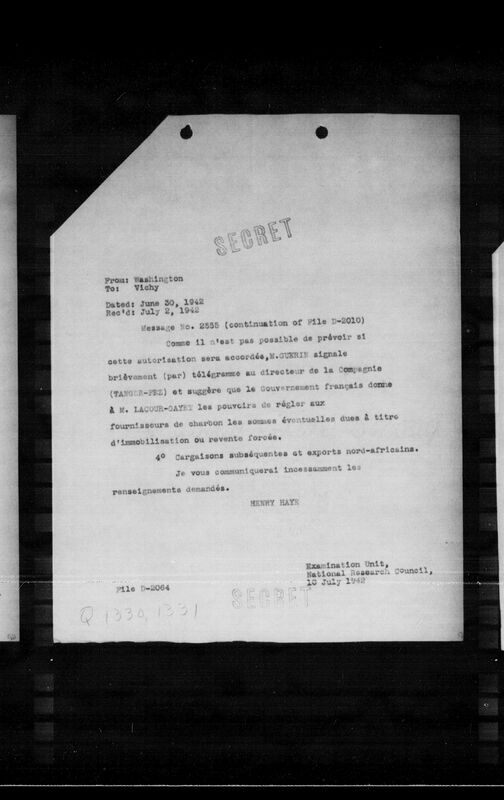 SECRET
From: Washington
To: Vichy
Dated: June 30, 1942
Rec'd: July 2, 1942
Message No. 2535 (continuation of File D-2010)
Comme il n'est pas possible de prévoir si
cette autorisation sera accordée, M.GUERIN signale
brièvement (par) télégramme au directeur de la Compagnie
(TANGER-FEZ) et suggère que le Gouvernement français donne
à M. LACOUR-GAYET les pouvoirs de régler aux
fournisseurs de charbon les sommes éventuelles dues à titre
d'immobilisation ou revente forcée.
4° Cargaisons subséquentes et exports nord-africains.
Je vous communiquerai incessamment les
renseignements demandés.
HENRY HAYE
Examination Unit,
National Research Council,
10 July 1942
File D-2064
SECRET
Q 1330, 1331